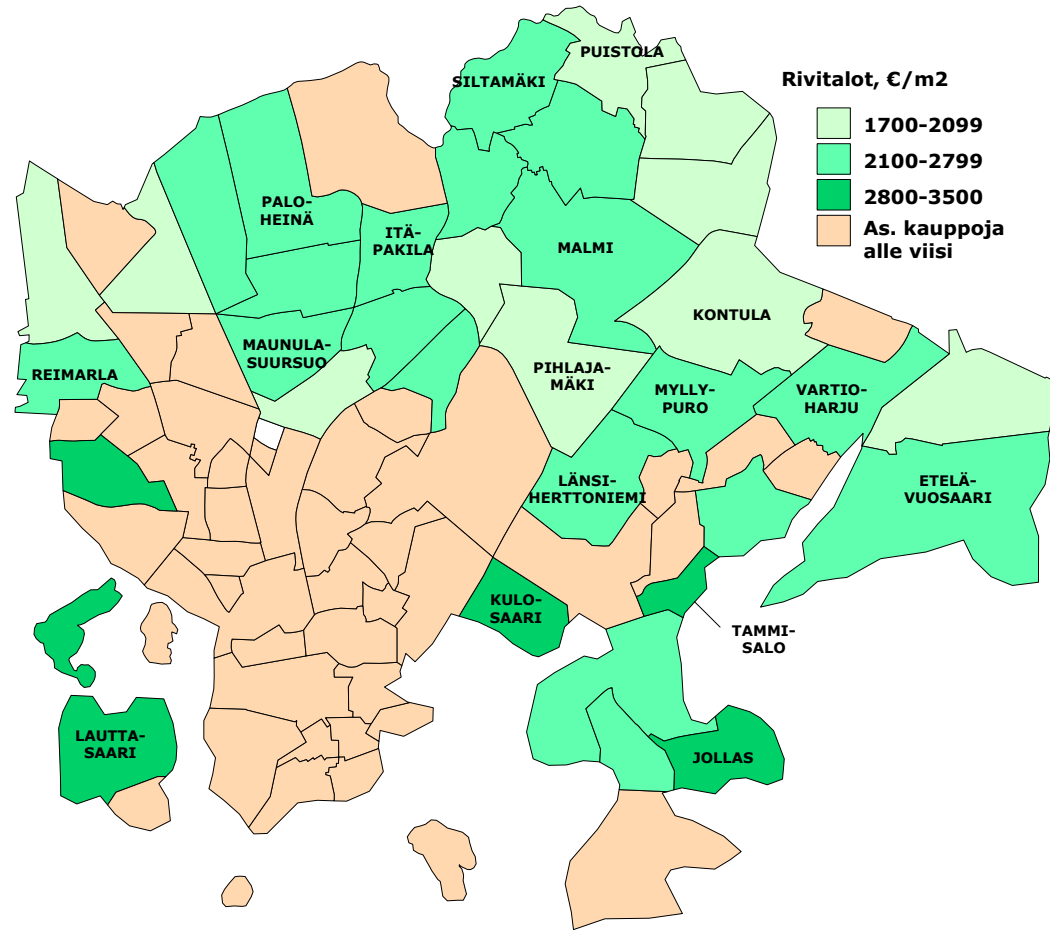 PUISTOLA
SILTAMÄKI
Rivitalot, €/m2
1700-2099
2100-2799
2800-3500
As. kauppoja
alle viisi
PALO-
HEINÄ
ITÄ-
PAKILA
MALMI
KONTULA
MAUNULA-
SUURSUO
REIMARLA
PIHLAJA-
MÄKI
MYLLY-
PURO
VARTIO-
HARJU
LÄNSI-
HERTTONIEMI
ETELÄ-
VUOSAARI
KULO-
SAARI
TAMMI-
SALO
LAUTTA-
SAARI
JOLLAS